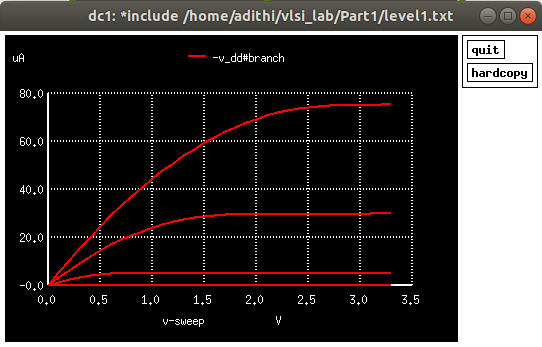 dc1: *include /home/adithi/vlsi_lab/Part1/level1.txt
quit
hardcopy
uA
-v_dd#branch
80.0
60.0
40.0
20.0
-0.0
0.0 0.5 1.0 1.5 2.0 2.5 3.0 3.5
v-sweep V